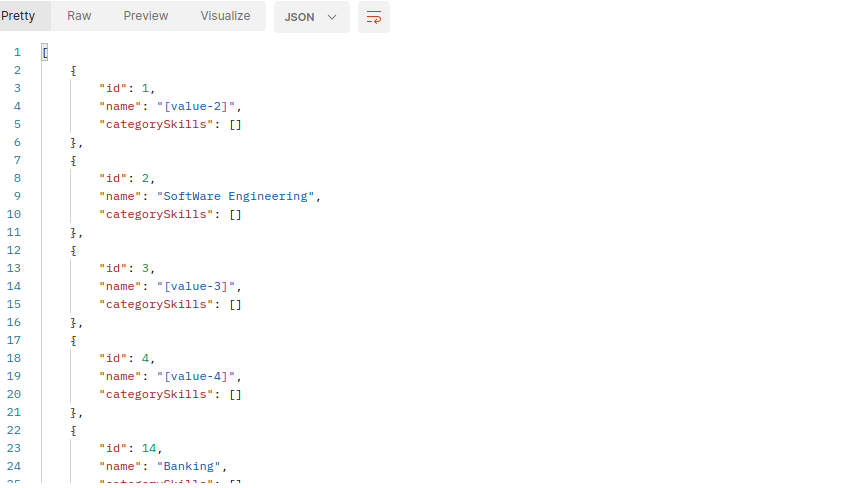 Pretty Raw Preview Visualize JSON
1 [
2 {
3 "id": 1,
4 "name": "[value-2]",
5 "categorySkills": []
6 },
7 {
8 "id": 2,
9 "name": "SoftWare Engineering",
10 "categorySkills": []
11 },
12 {
13 "id": 3,
14 "name": "[value-3]",
15 "categorySkills": []
16 },
17 {
18 "id": 4,
19 "name": "[value-4]",
20 "categorySkills": []
21 },
22 {
23 "id": 14,
24 "name": "Banking",
25 "categorySkills": []